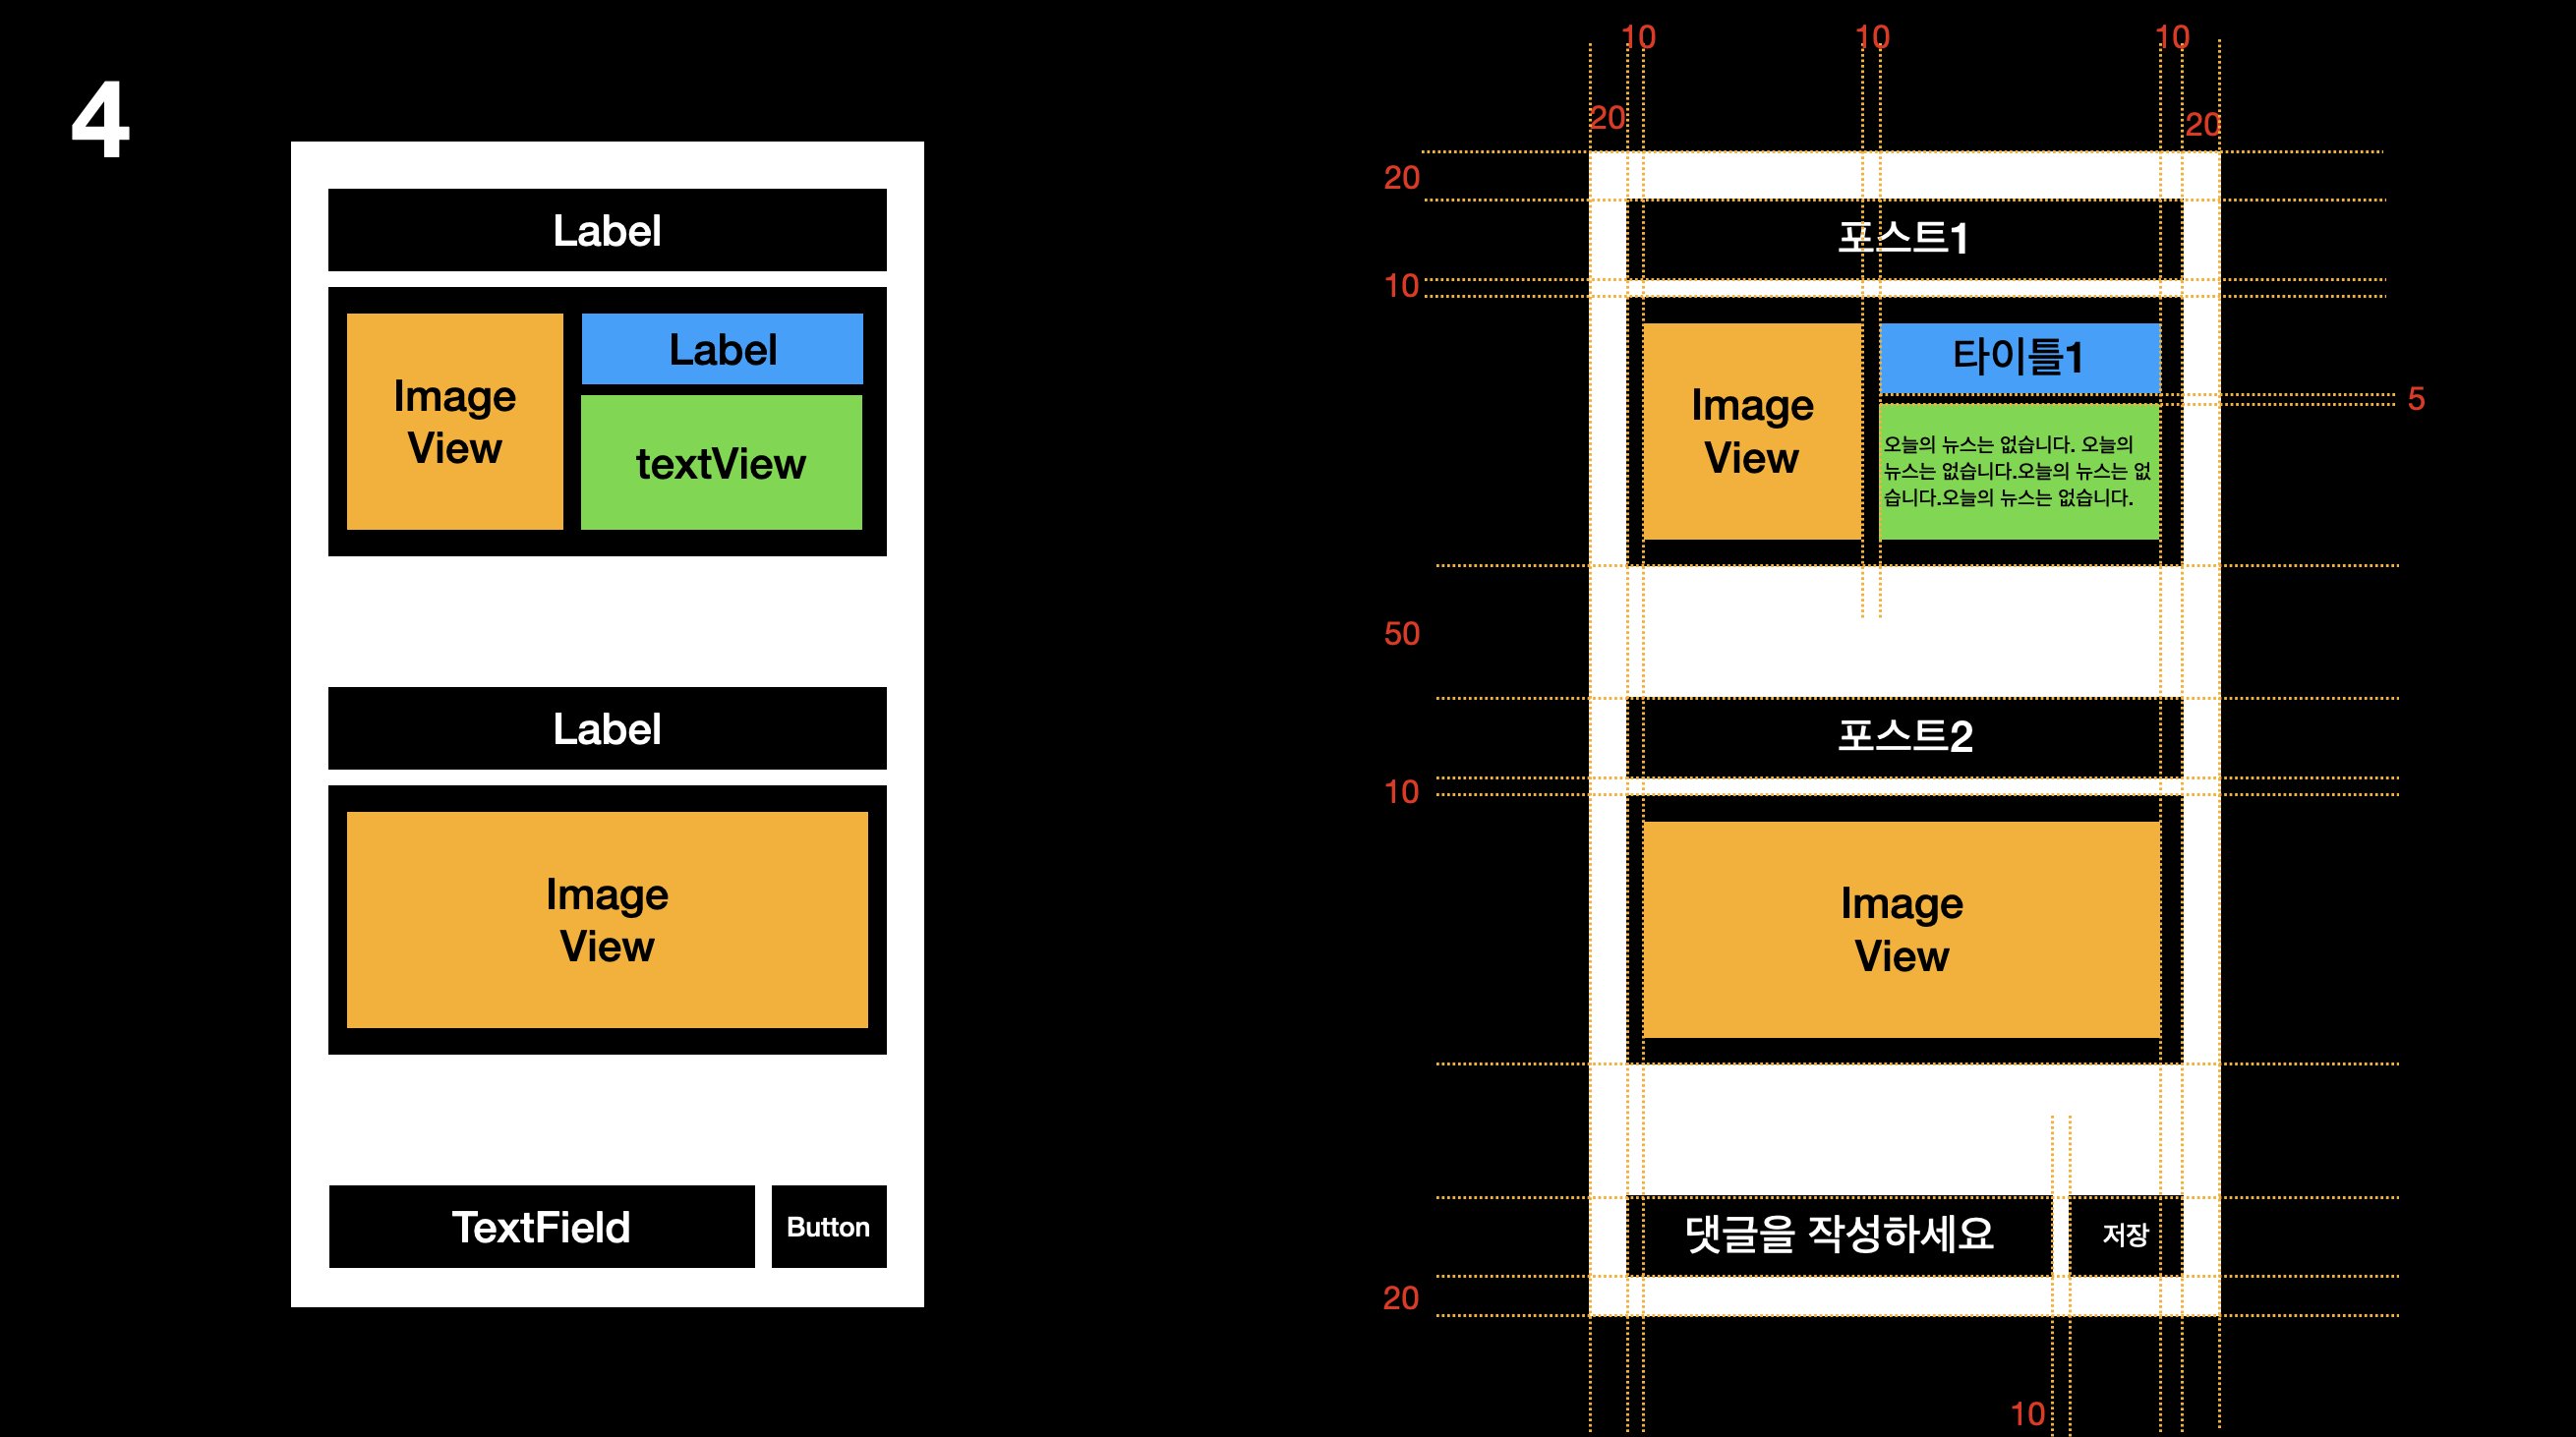 4
Label
Image
View
Label
textView
Label
Image
View
TextField
Button
10
10
10
20
20
20
포스트1
10
Image
View
타이틀1
5
오늘의 뉴스는 없습니다. 오늘의
뉴스는 없습니다.오늘의 뉴스는 없
습니다.오늘의 뉴스는 없습니다.
50
포스트2
10
Image
View
댓글을 작성하세요
저장
20
10